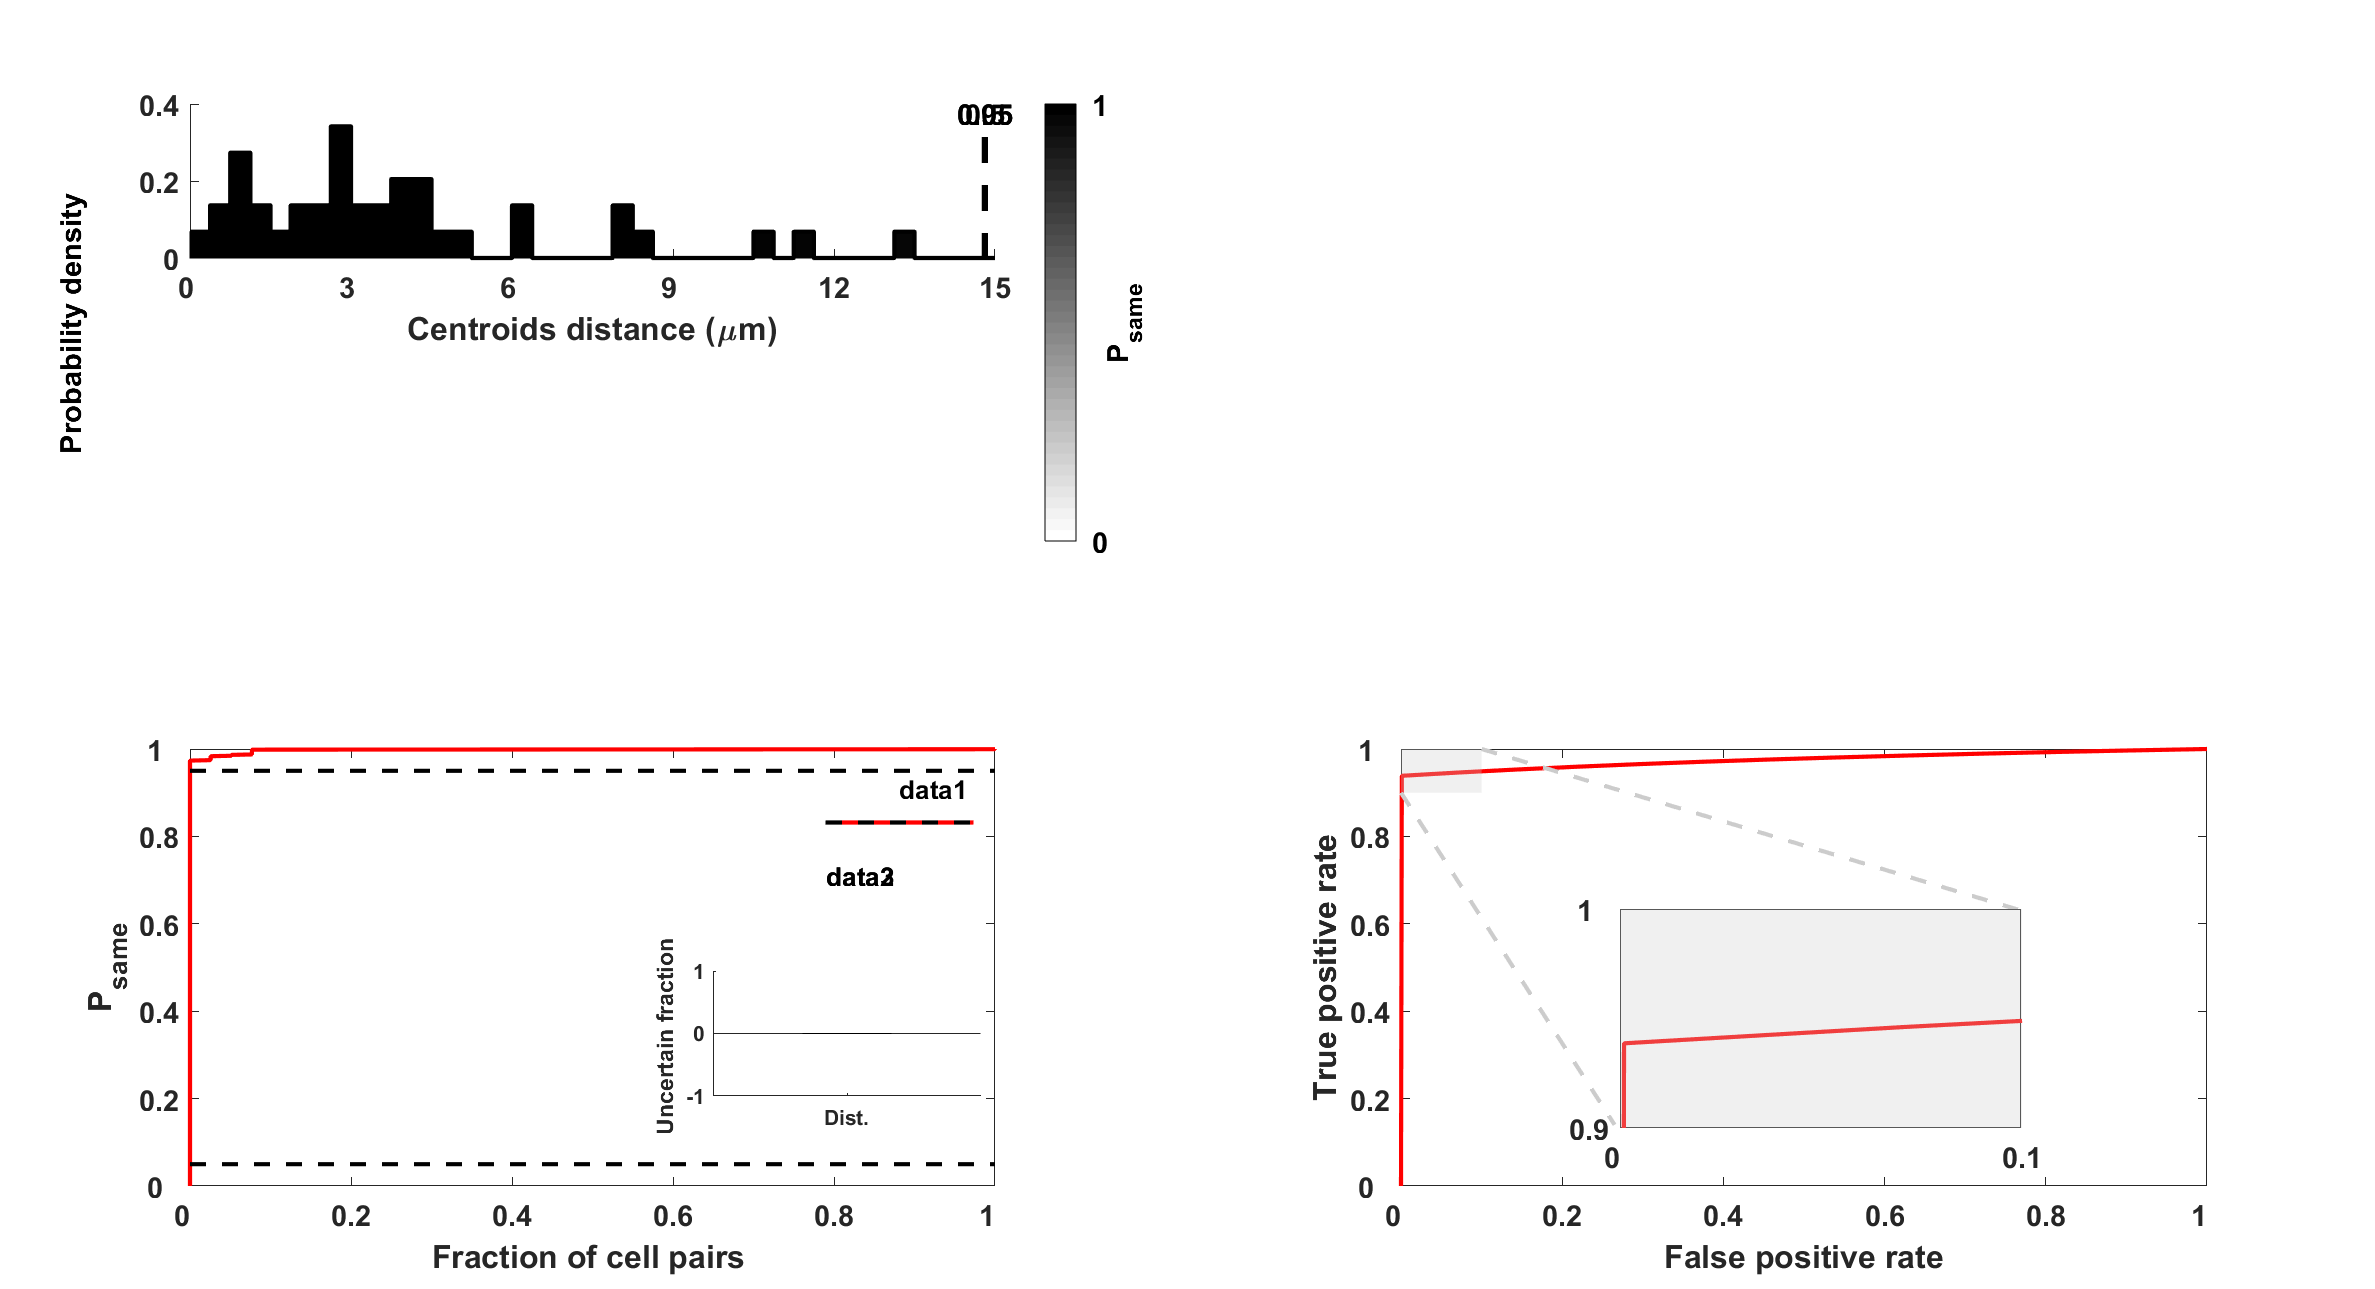 0.4
0.2
0
0 3 6 9 12 15
Centroids distance (μm)
Probability density
1
0
P same
1
0.8
0.6
0.4
0.2
0
0 0.2 0.4 0.6 0.8 1
Fraction of cell pairs
P same
data1
1
0
-1
Dist.
Uncertain fraction
1
0.8
0.6
0.4
0.2
0
0 0.2 0.4 0.6 0.8 1
False positive rate
True positive rate
1
0.9
0 0.1